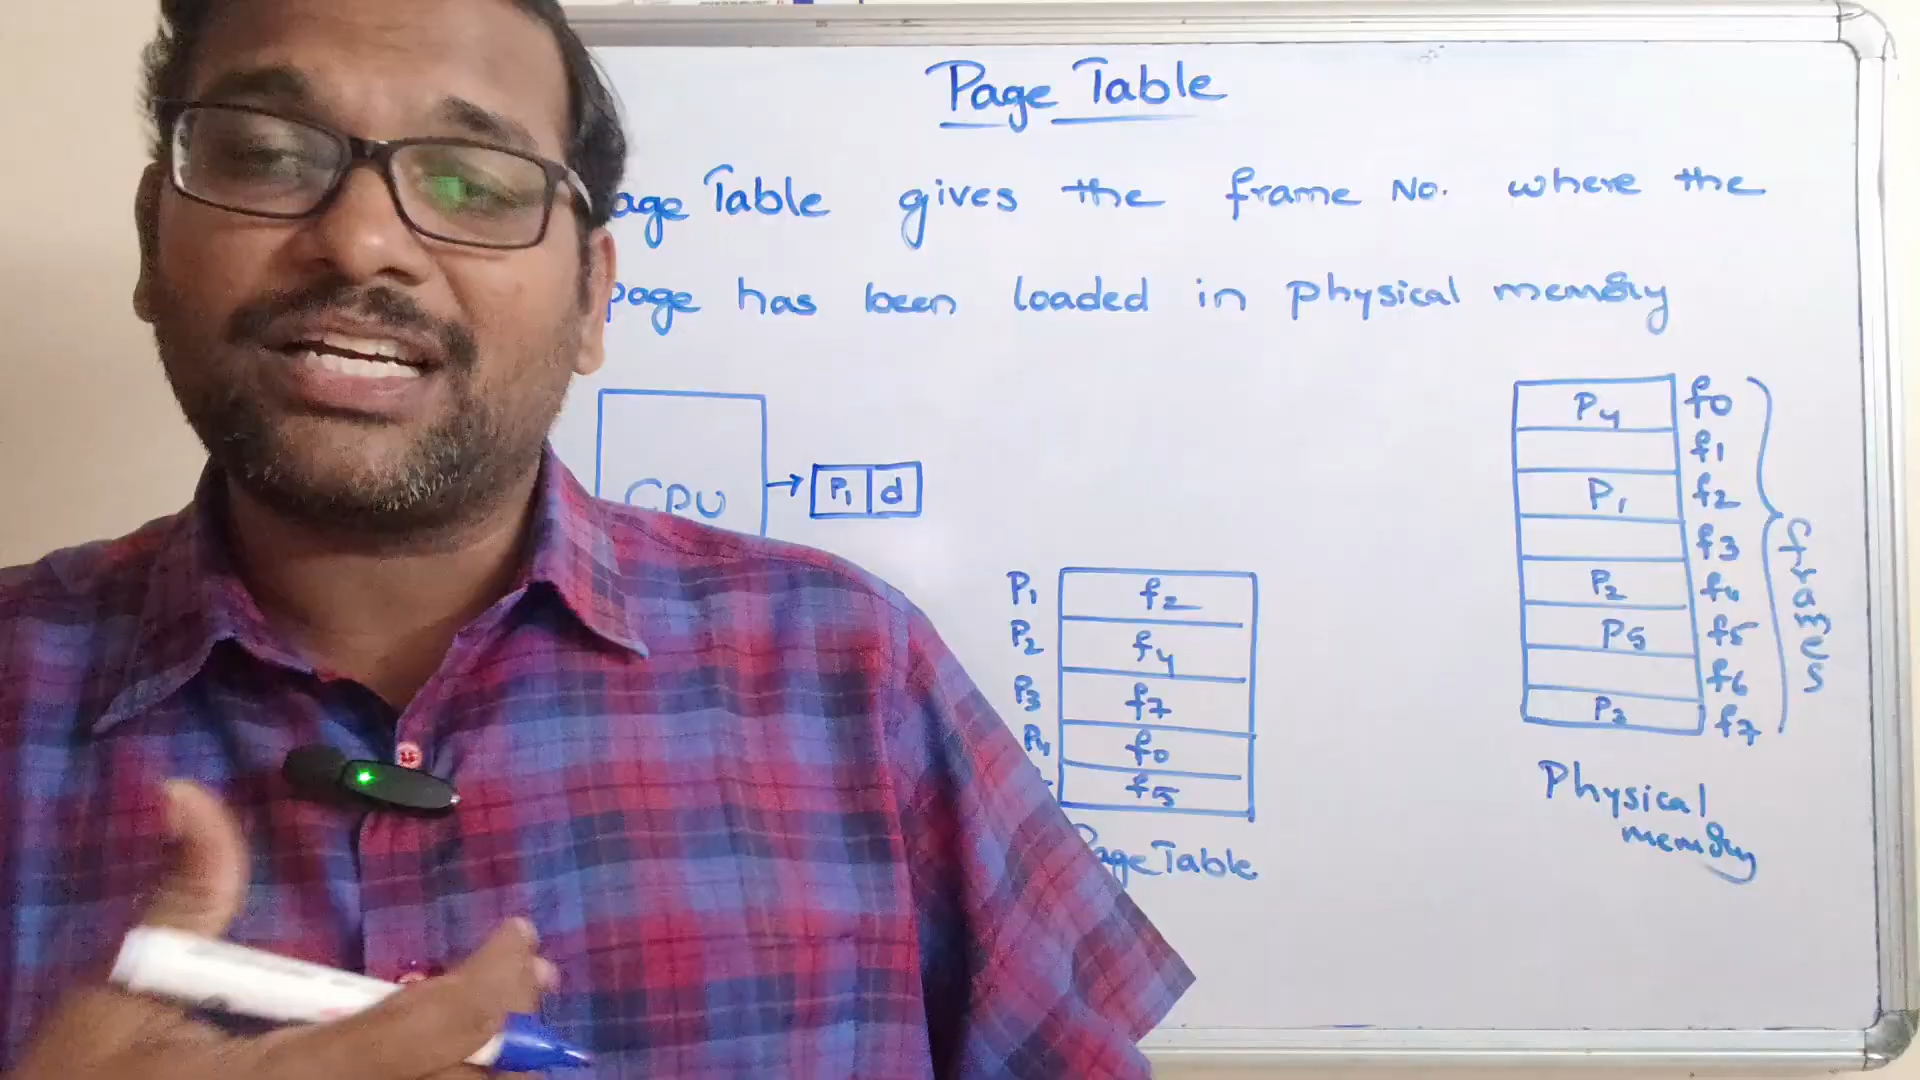 Page Table
age Table gives the frame No. where the
page has been loaded in physical memory
CPU
P1 d
P1 f2
P2 f4
P3 f7
P4 f0
f5
Page Table
P4 f0
f1
P1 f2
f3
P2 f4
P5 f5
f6
P3 f7
frames
Physical
memory